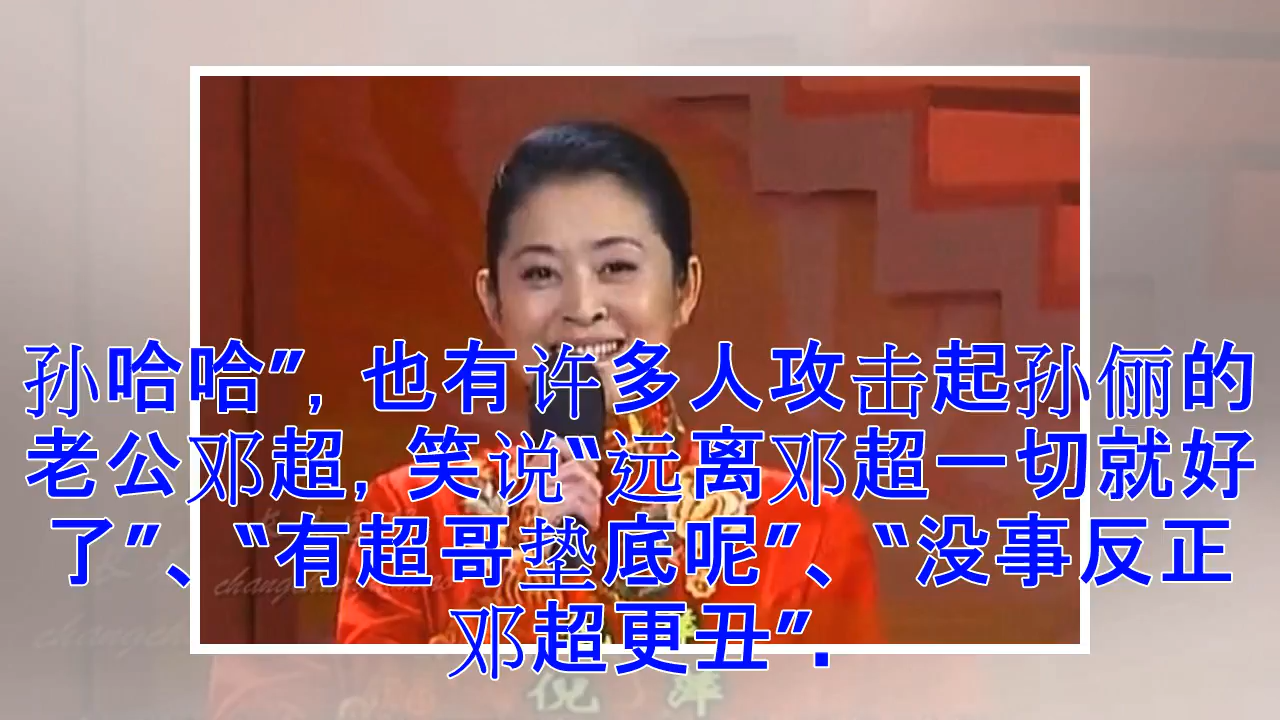 孙哈哈”, 也有许多人攻击起孙俪的
老公邓超, 笑说“远离邓超一切就好
了”、“有超哥垫底呢”、“没事反正
邓超更丑”.
倪 萍